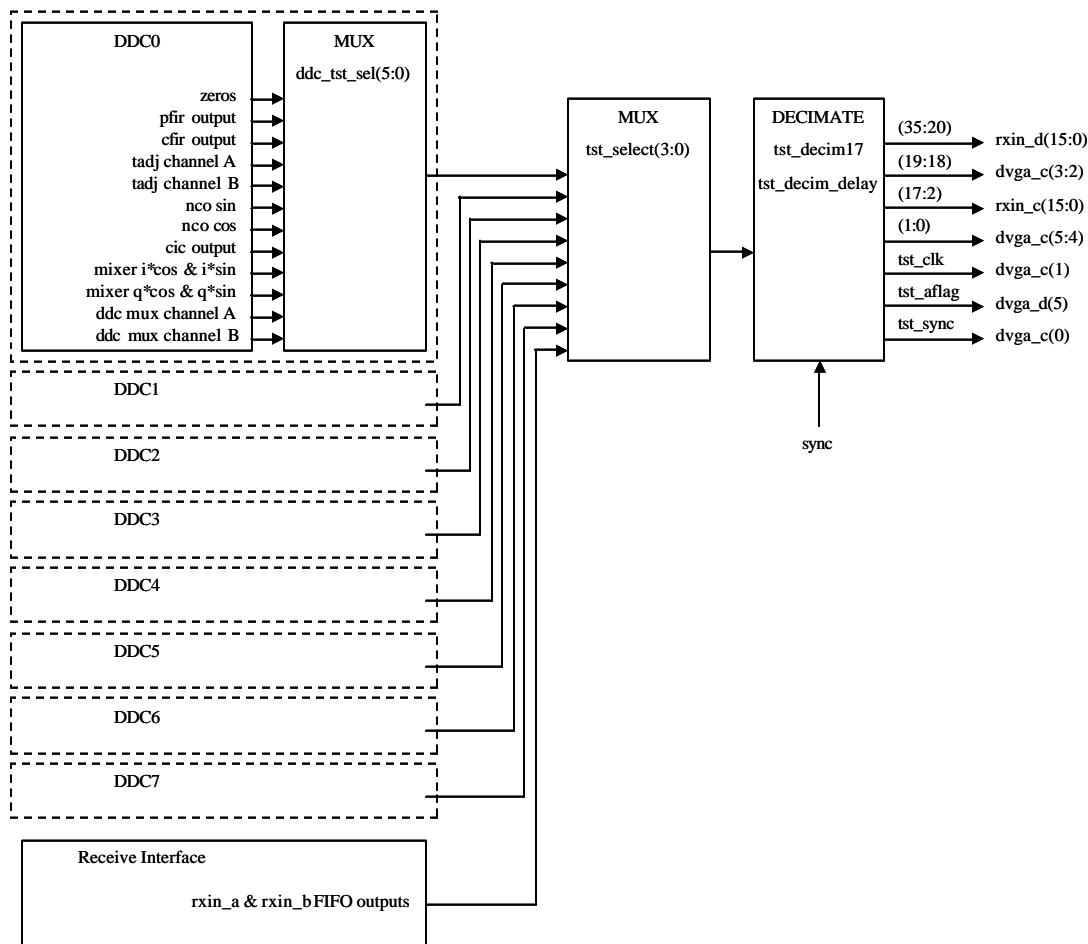 DDC0
zeros
pfir output
cfir output
tadj channel A
tadj channel B
nco sin
nco cos
cic output
mixer i*cos & i*sin
mixer q*cos & q*sin
ddc mux channel A
ddc mux channel B
MUX
ddc_tst_sel(5:0)
DDC1
DDC2
DDC3
DDC4
DDC5
DDC6
DDC7
Receive Interface
rxin_a & rxin_b FIFO outputs
MUX
tst_select(3:0)
DECIMATE
tst_decim17
tst_decim_delay
sync
(35:20)
rxin_d(15:0)
(19:18)
dvga_c(3:2)
(17:2)
rxin_c(15:0)
(1:0)
dvga_c(5:4)
tst_clk
dvga_c(1)
tst_aflag
dvga_d(5)
tst_sync
dvga_c(0)